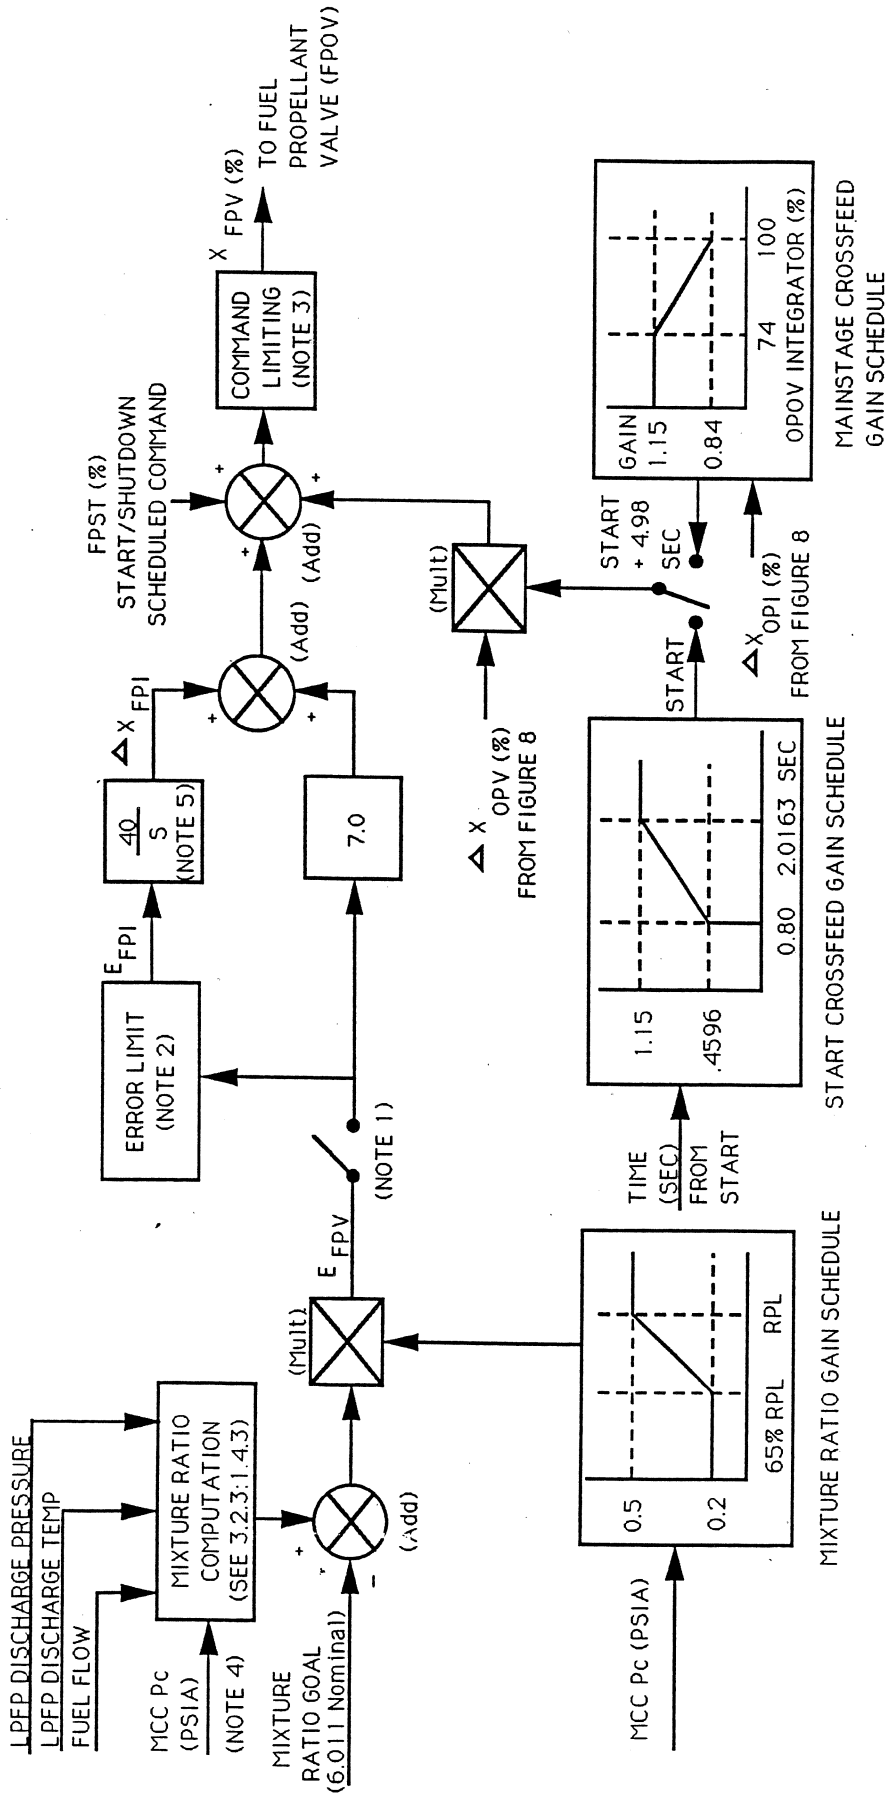 LPFP DISCHARGE PRESSURE
LPFP DISCHARGE TEMP
FUEL FLOW
MCC Pc
(PSIA)
(NOTE 4)
MIXTURE RATIO
COMPUTATION
(SEE 3.2.3:1.4.3)
MIXTURE
RATIO GOAL
(6.011 Nominal)
+
-
(Add)
(Mult)
E FPV
(NOTE 1)
ERROR LIMIT
(NOTE 2)
E FPI
40
S
(NOTE 5)
Δ X FPI
7.0
+
+
(Add)
FPST (%)
START/SHUTDOWN
SCHEDULED COMMAND
+
+
+
(Add)
COMMAND
LIMITING
(NOTE 3)
X FPV (%)
TO FUEL
PROPELLANT
VALVE (FPOV)
Δ X OPV (%)
FROM FIGURE 8
(Mult)
MCC Pc (PSIA)
0.5
0.2
65% RPL RPL
MIXTURE RATIO GAIN SCHEDULE
TIME
(SEC)
FROM
START
1.15
.4596
0.80 2.0163 SEC
START CROSSFEED GAIN SCHEDULE
START
START
+ 4.98
SEC
Δ X OPI (%)
FROM FIGURE 8
GAIN
1.15
0.84
74 100
OPOV INTEGRATOR (%)
MAINSTAGE CROSSFEED
GAIN SCHEDULE